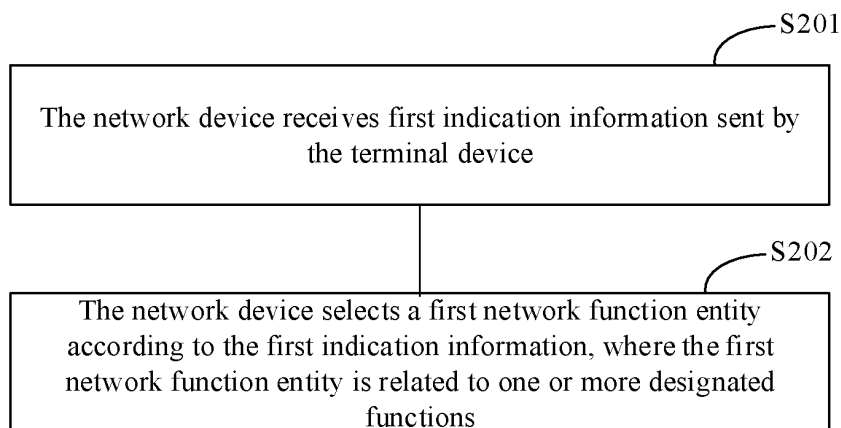 S201
The network device receives first indication information sent by
the terminal device
S202
The network device selects a first network function entity
according to the first indication information, where the first
network function entity is related to one or more designated
functions